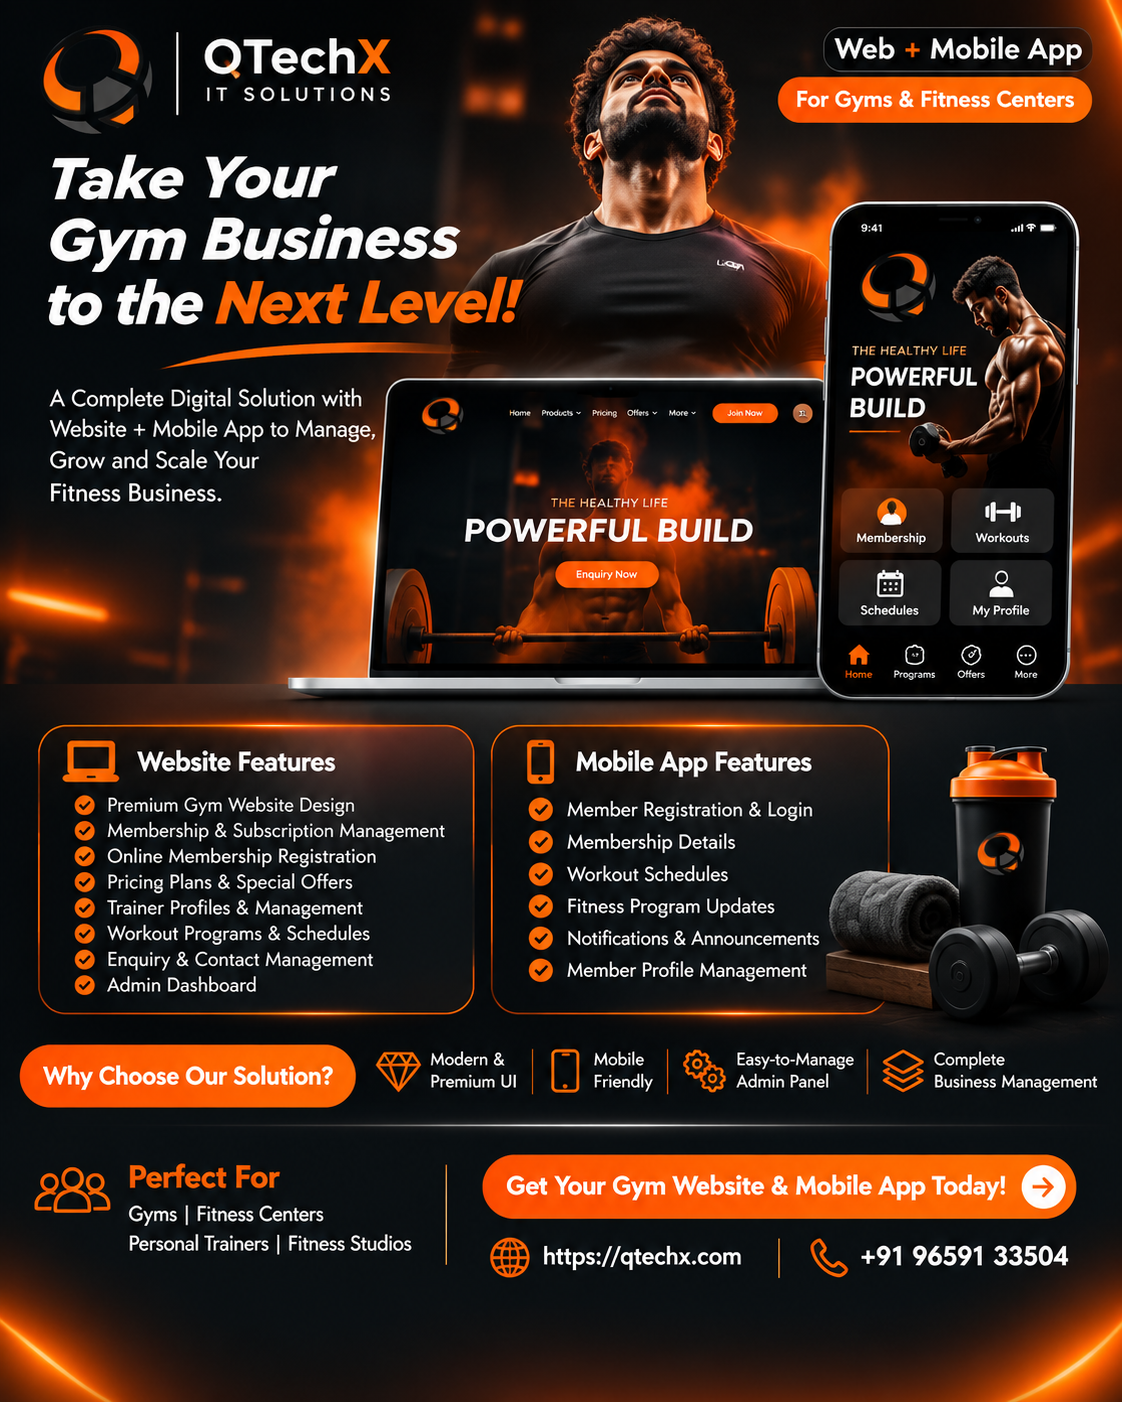 QTechX
IT SOLUTIONS
Web + Mobile App
For Gyms & Fitness Centers
Take Your
Gym Business
to the Next Level!
A Complete Digital Solution with
Website + Mobile App to Manage,
Grow and Scale Your
Fitness Business.
Home Products Pricing Offers More Join Now
THE HEALTHY LIFE
POWERFUL BUILD
Enquiry Now
9:41
THE HEALTHY LIFE
POWERFUL
BUILD
Membership
Workouts
Schedules
My Profile
Home Programs Offers More
Website Features
Premium Gym Website Design
Membership & Subscription Management
Online Membership Registration
Pricing Plans & Special Offers
Trainer Profiles & Management
Workout Programs & Schedules
Enquiry & Contact Management
Admin Dashboard
Mobile App Features
Member Registration & Login
Membership Details
Workout Schedules
Fitness Program Updates
Notifications & Announcements
Member Profile Management
Why Choose Our Solution?
Modern &
Premium UI
Mobile
Friendly
Easy-to-Manage
Admin Panel
Complete
Business Management
Perfect For
Gyms | Fitness Centers
Personal Trainers | Fitness Studios
Get Your Gym Website & Mobile App Today!
https://qtechx.com
+91 96591 33504